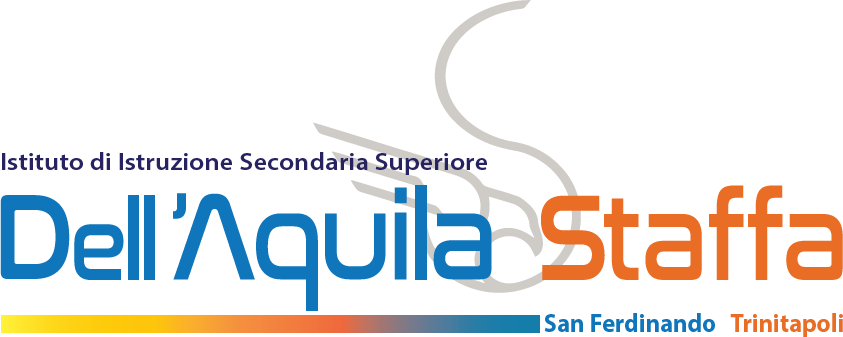 Istituto di Istruzione Secondaria Superiore
Dell'Aquila Staffa
San Ferdinando Trinitapoli